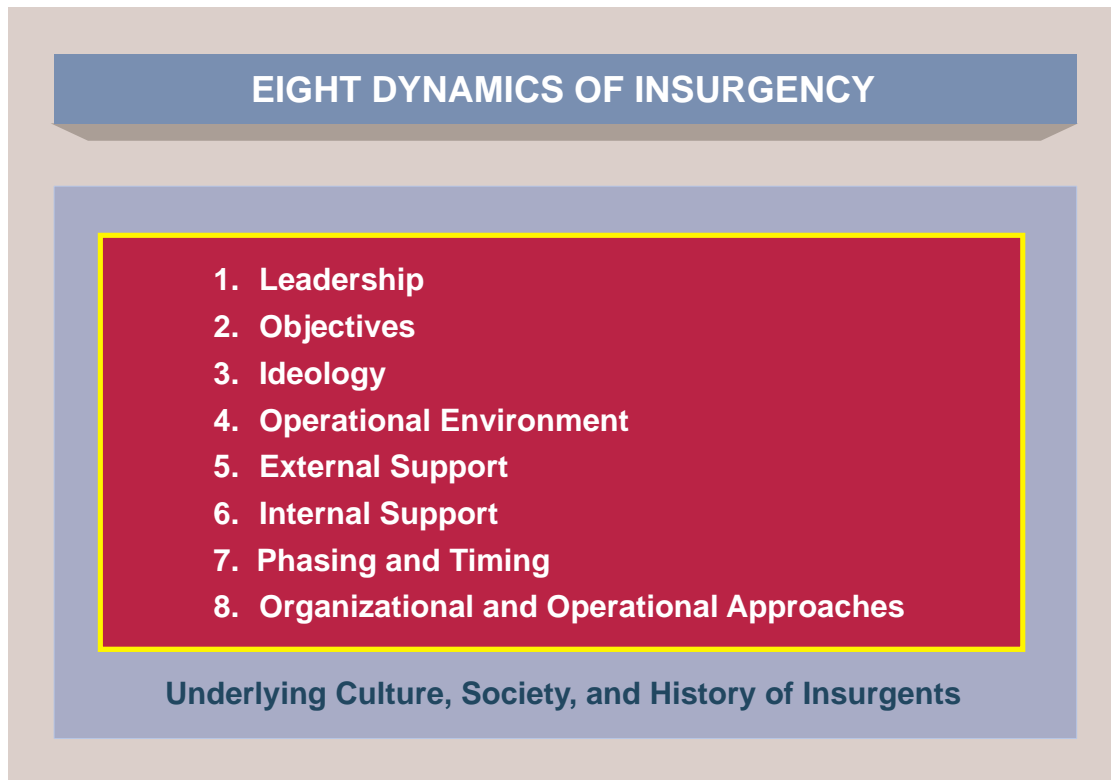 EIGHT DYNAMICS OF INSURGENCY
1. Leadership
2. Objectives
3. Ideology
4. Operational Environment
5. External Support
6. Internal Support
7. Phasing and Timing
8. Organizational and Operational Approaches
Underlying Culture, Society, and History of Insurgents